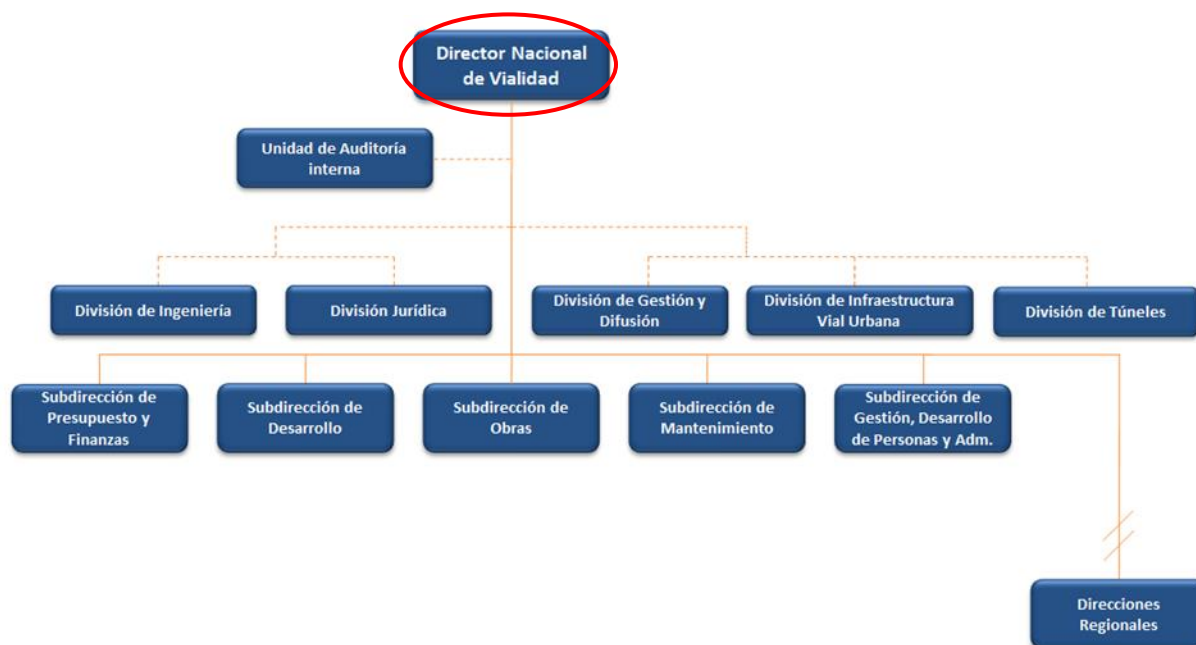 Director Nacional
de Vialidad
Unidad de Auditoría
interna
División de Ingeniería
División Jurídica
División de Gestión y
Difusión
División de Infraestructura
Vial Urbana
División de Túneles
Subdirección de
Presupuesto y
Finanzas
Subdirección de
Desarrollo
Subdirección de
Obras
Subdirección de
Mantenimiento
Subdirección de
Gestión, Desarrollo
de Personas y Adm.
Direcciones
Regionales